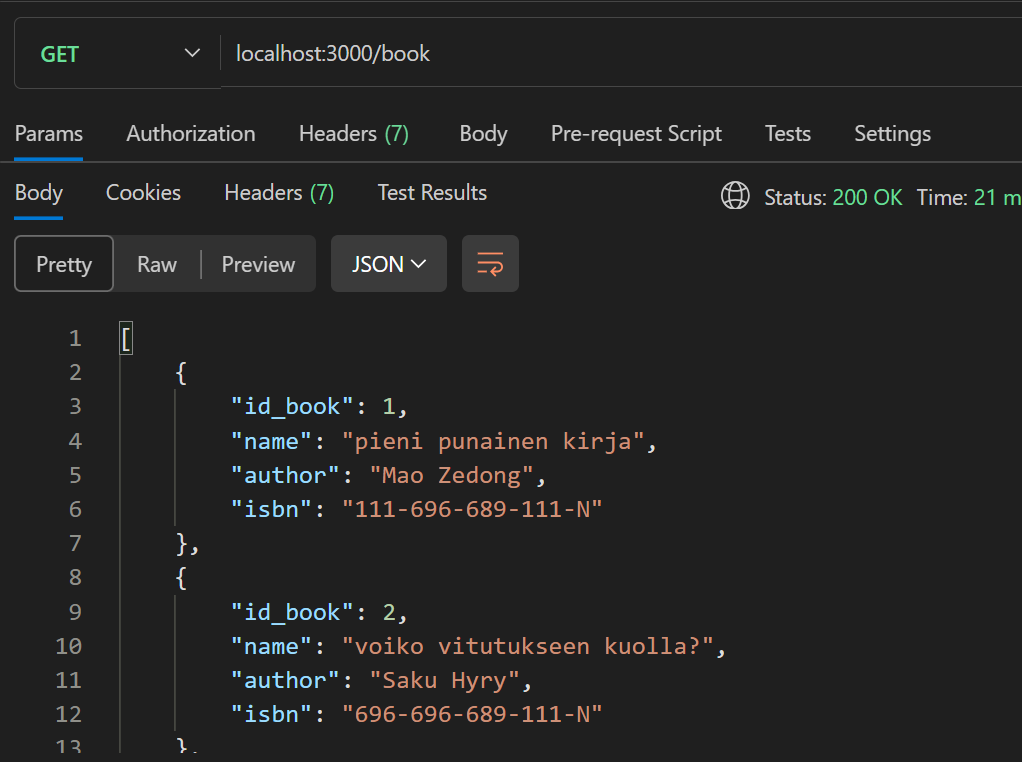 GET localhost:3000/book
Params Authorization Headers (7) Body Pre-request Script Tests Settings
Body Cookies Headers (7) Test Results Status: 200 OK Time: 21 m
Pretty Raw Preview JSON
1 [
2 {
3 "id_book": 1,
4 "name": "pieni punainen kirja",
5 "author": "Mao Zedong",
6 "isbn": "111-696-689-111-N"
7 },
8 {
9 "id_book": 2,
10 "name": "voiko vitutukseen kuolla?",
11 "author": "Saku Hyry",
12 "isbn": "696-696-689-111-N"
13 },